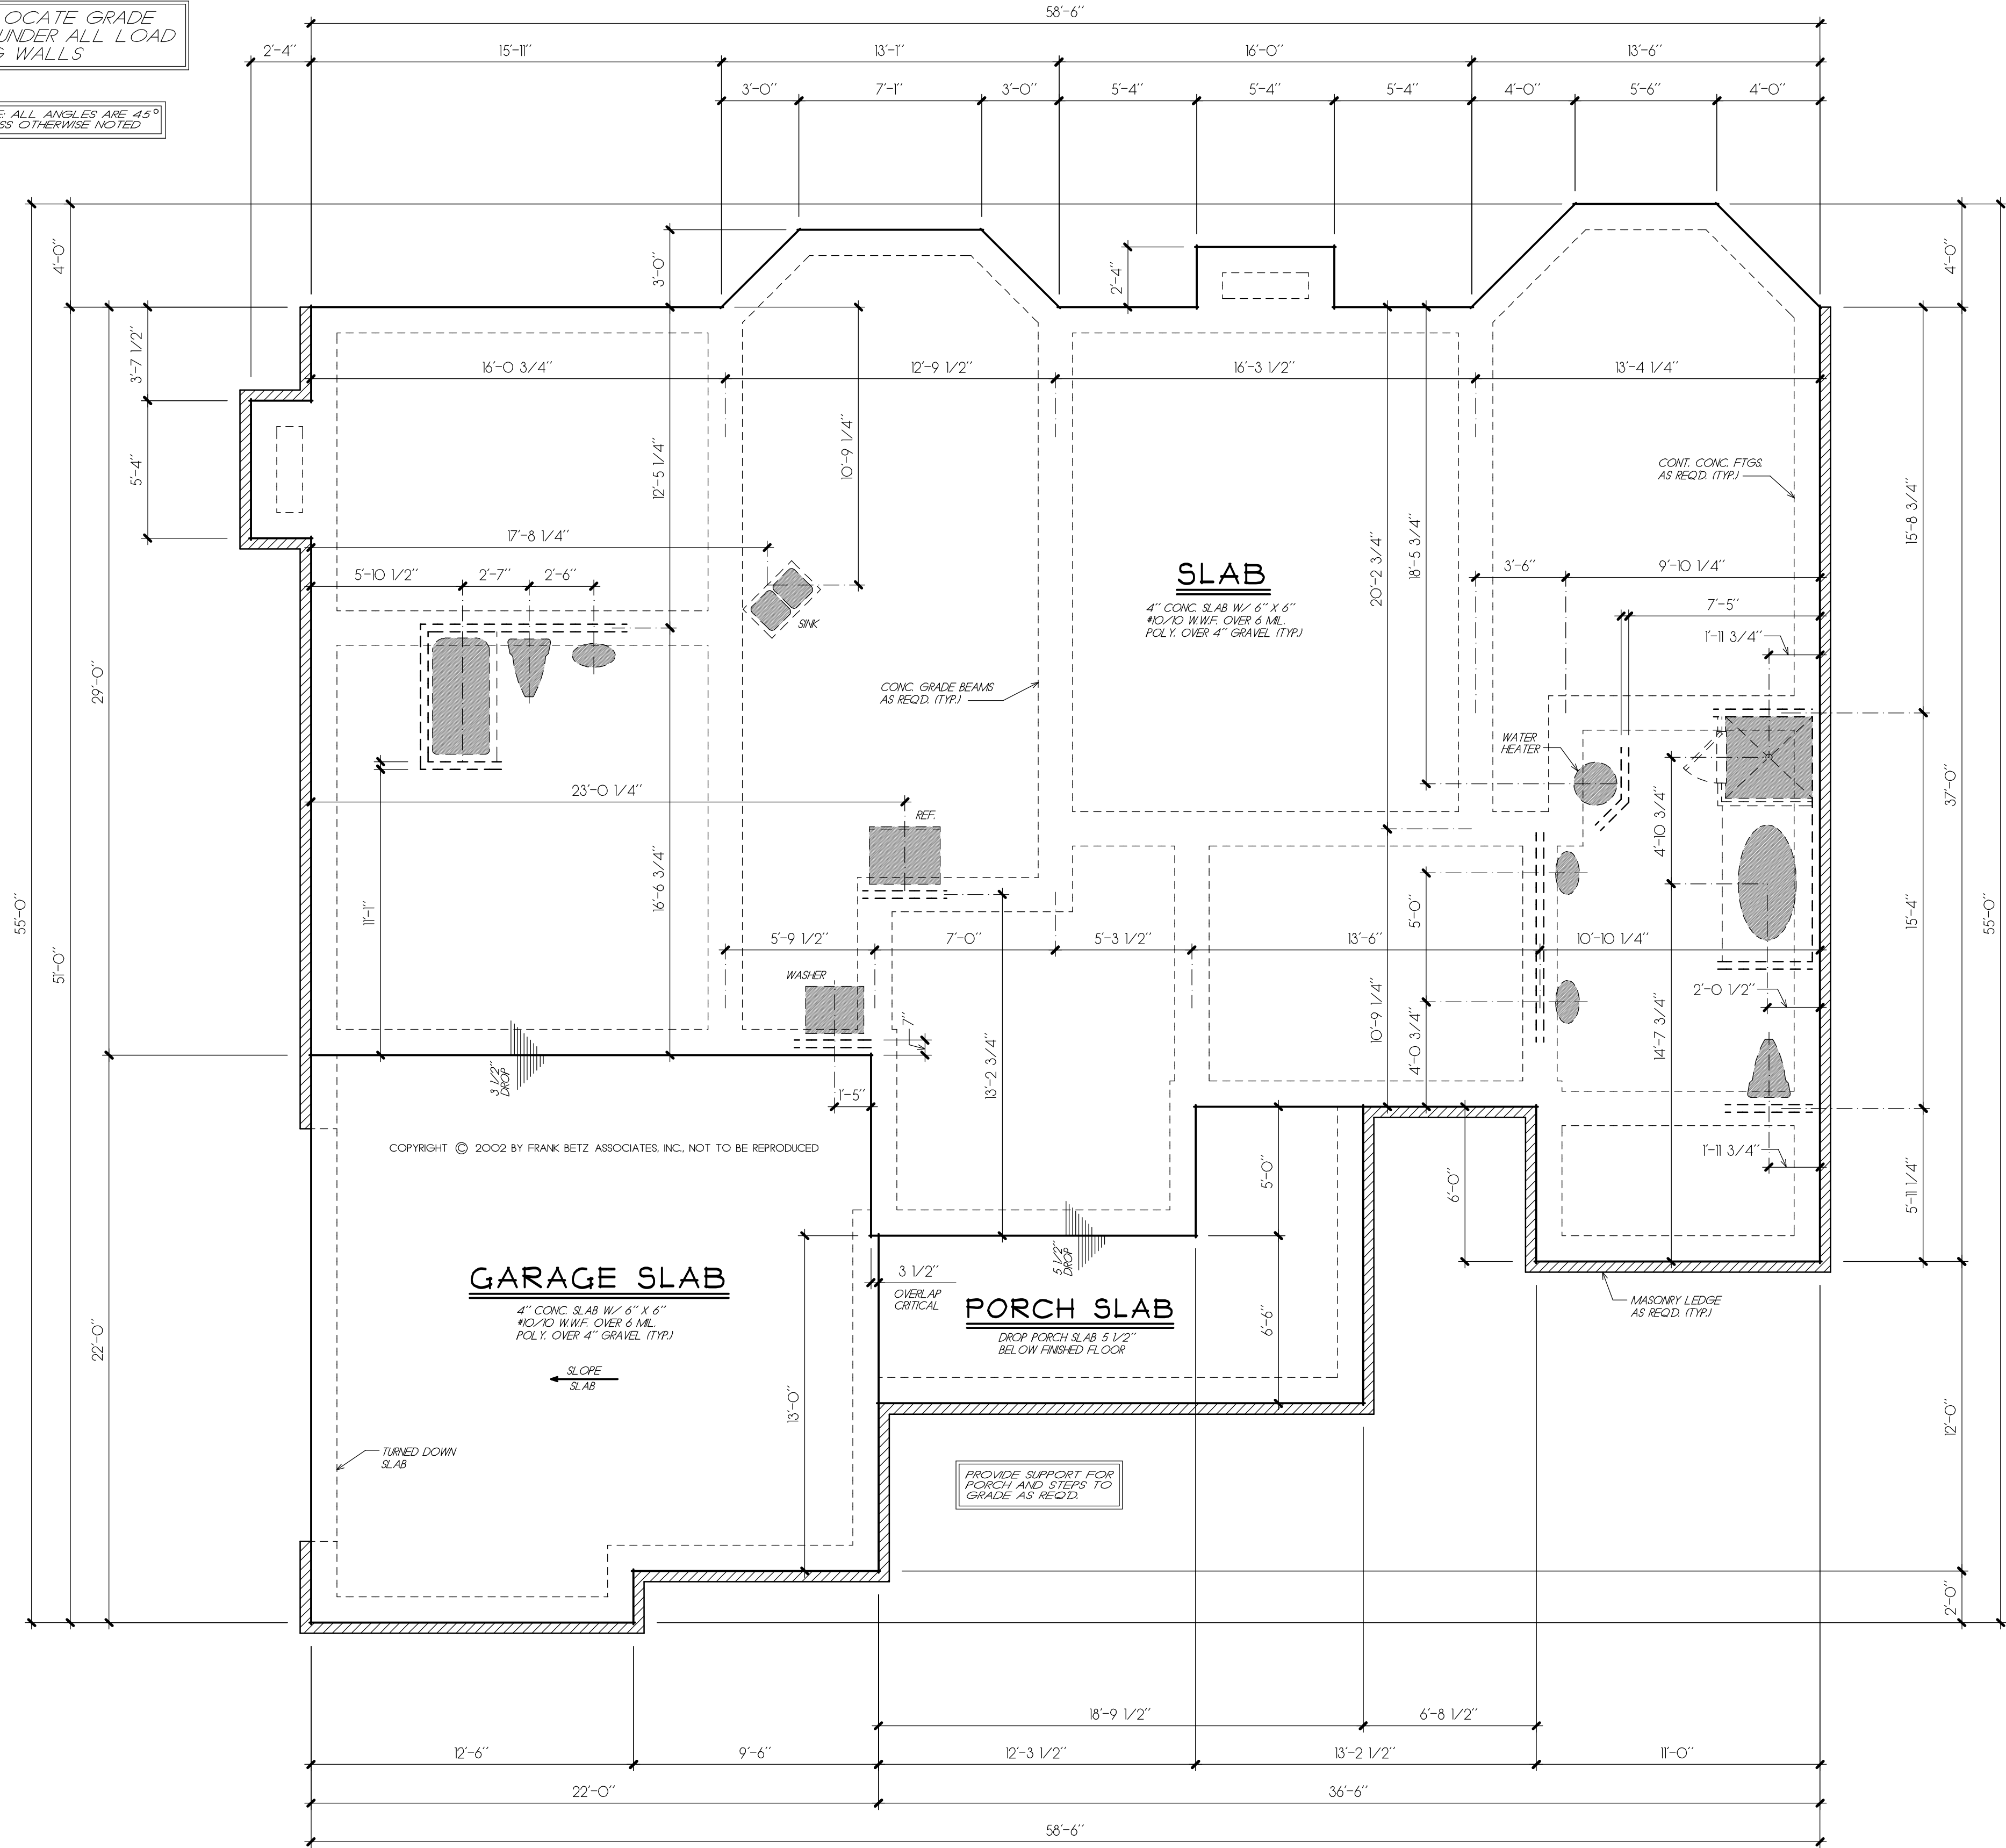 OCATE GRADE
UNDER ALL LOAD
WALLS
ALL ANGLES ARE 45°
OTHERWISE NOTED
58'-6"
2'-4"
15'-11"
13'-1"
16'-0"
13'-6"
3'-0"
7'-1"
3'-0"
5'-4"
5'-4"
5'-4"
4'-0"
5'-6"
4'-0"
4'-0"
3'-0"
2'-4"
4'-0"
3'-7 1/2"
16'-0 3/4"
12'-9 1/2"
16'-3 1/2"
13'-4 1/4"
5'-4"
12'-5 1/4"
10'-9 1/4"
CONT. CONC. FTGS.
AS REQ'D. (TYP.)
15'-8 3/4"
17'-8 1/4"
20'-2 3/4"
18'-5 3/4"
5'-10 1/2"
2'-7"
2'-6"
3'-6"
9'-10 1/4"
SINK
SLAB
4" CONC. SLAB W/ 6" X 6"
#10/10 W.W.F. OVER 6 MIL.
POLY. OVER 4" GRAVEL (TYP.)
7'-5"
1'-11 3/4"
29'-0"
CONC. GRADE BEAMS
AS REQ'D. (TYP.)
WATER
HEATER
37'-0"
23'-0 1/4"
REF.
4'-10 3/4"
55'-0"
51'-0"
11'-1"
16'-6 3/4"
5'-0"
15'-4"
55'-0"
5'-9 1/2"
7'-0"
5'-3 1/2"
13'-6"
10'-10 1/4"
WASHER
2'-0 1/2"
7"
13'-2 3/4"
10'-9 1/4"
4'-0 3/4"
14'-7 3/4"
3 1/2"
DROP
1'-5"
COPYRIGHT © 2002 BY FRANK BETZ ASSOCIATES, INC., NOT TO BE REPRODUCED
5'-0"
6'-0"
1'-11 3/4"
5'-11 1/4"
5 1/2"
DROP
GARAGE SLAB
4" CONC. SLAB W/ 6" X 6"
#10/10 W.W.F. OVER 6 MIL.
POLY. OVER 4" GRAVEL (TYP.)
3 1/2"
OVERLAP
CRITICAL
PORCH SLAB
DROP PORCH SLAB 5 1/2"
BELOW FINISHED FLOOR
6'-6"
MASONRY LEDGE
AS REQ'D. (TYP.)
22'-0"
SLOPE
SLAB
13'-0"
12'-0"
TURNED DOWN
SLAB
PROVIDE SUPPORT FOR
PORCH AND STEPS TO
GRADE AS REQ'D.
2'-0"
18'-9 1/2"
6'-8 1/2"
12'-6"
9'-6"
12'-3 1/2"
13'-2 1/2"
11'-0"
22'-0"
36'-6"
58'-6"